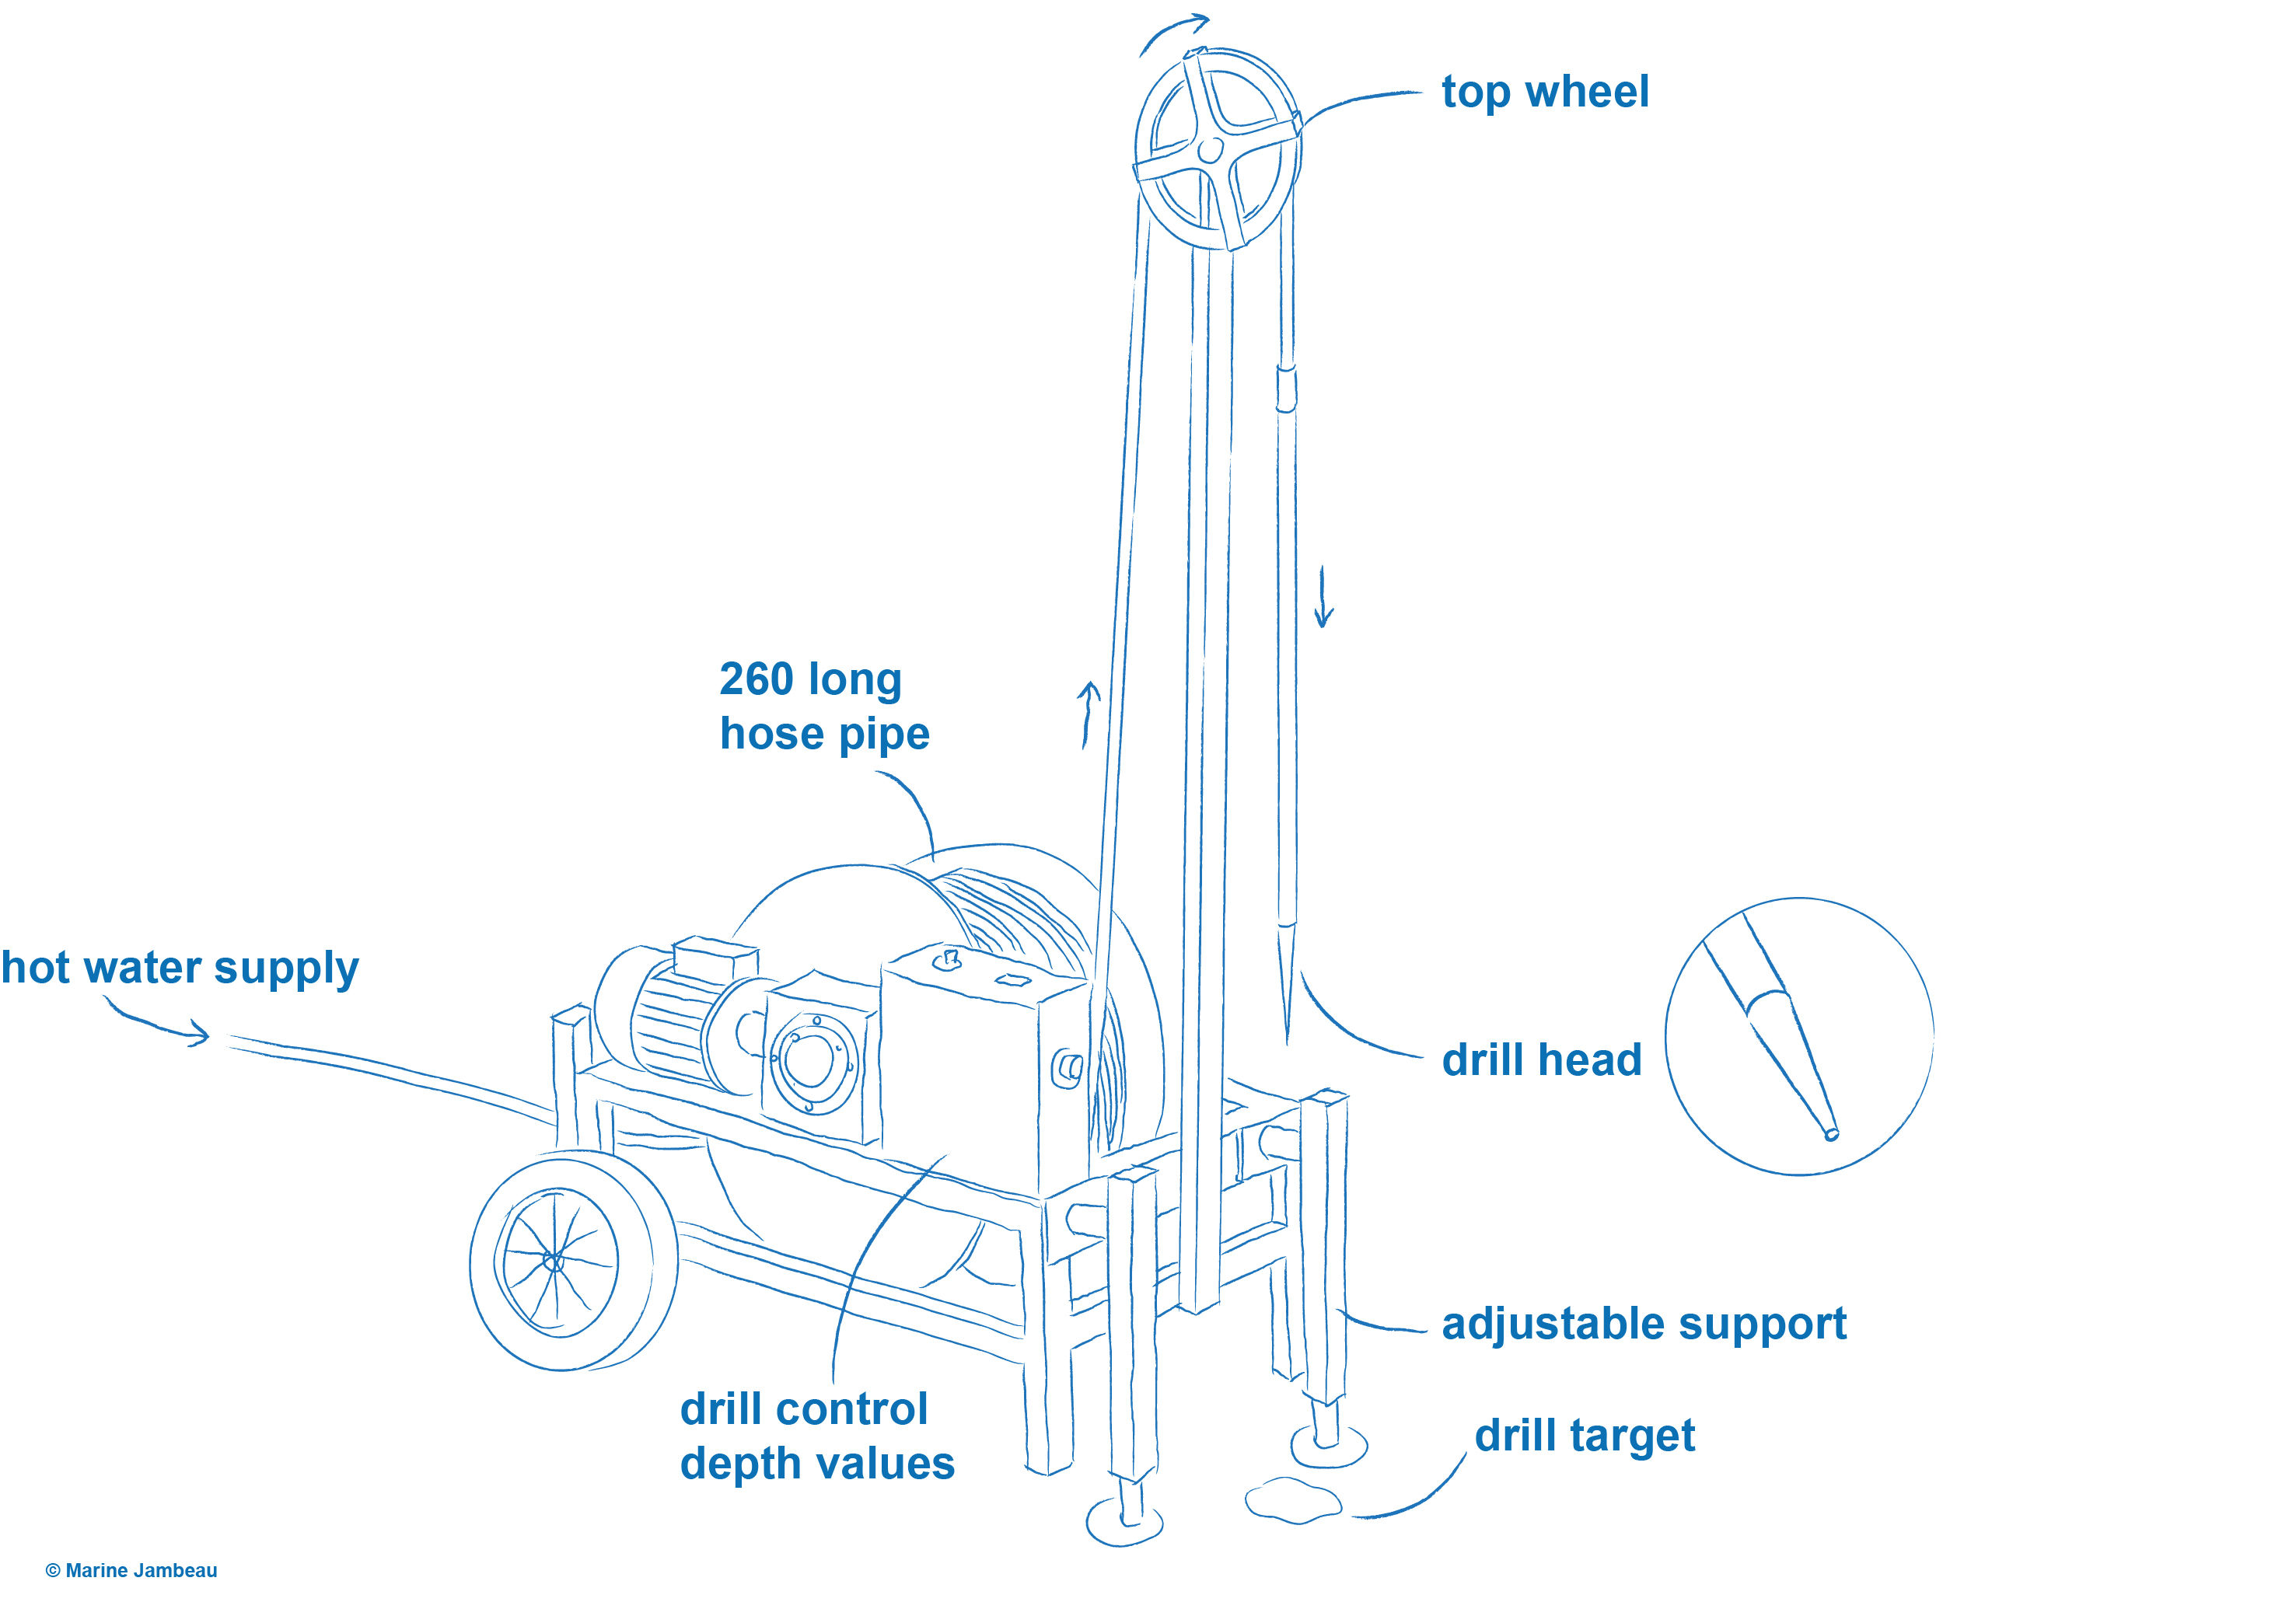 top wheel
260 long
hose pipe
hot water supply
drill head
adjustable support
drill control
depth values
drill target
© Marine Jambeau